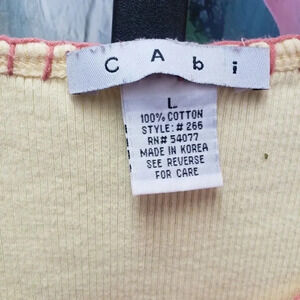 CAbi
L
100% COTTON
STYLE: # 266
RN# 54077
MADE IN KOREA
SEE REVERSE
FOR CARE